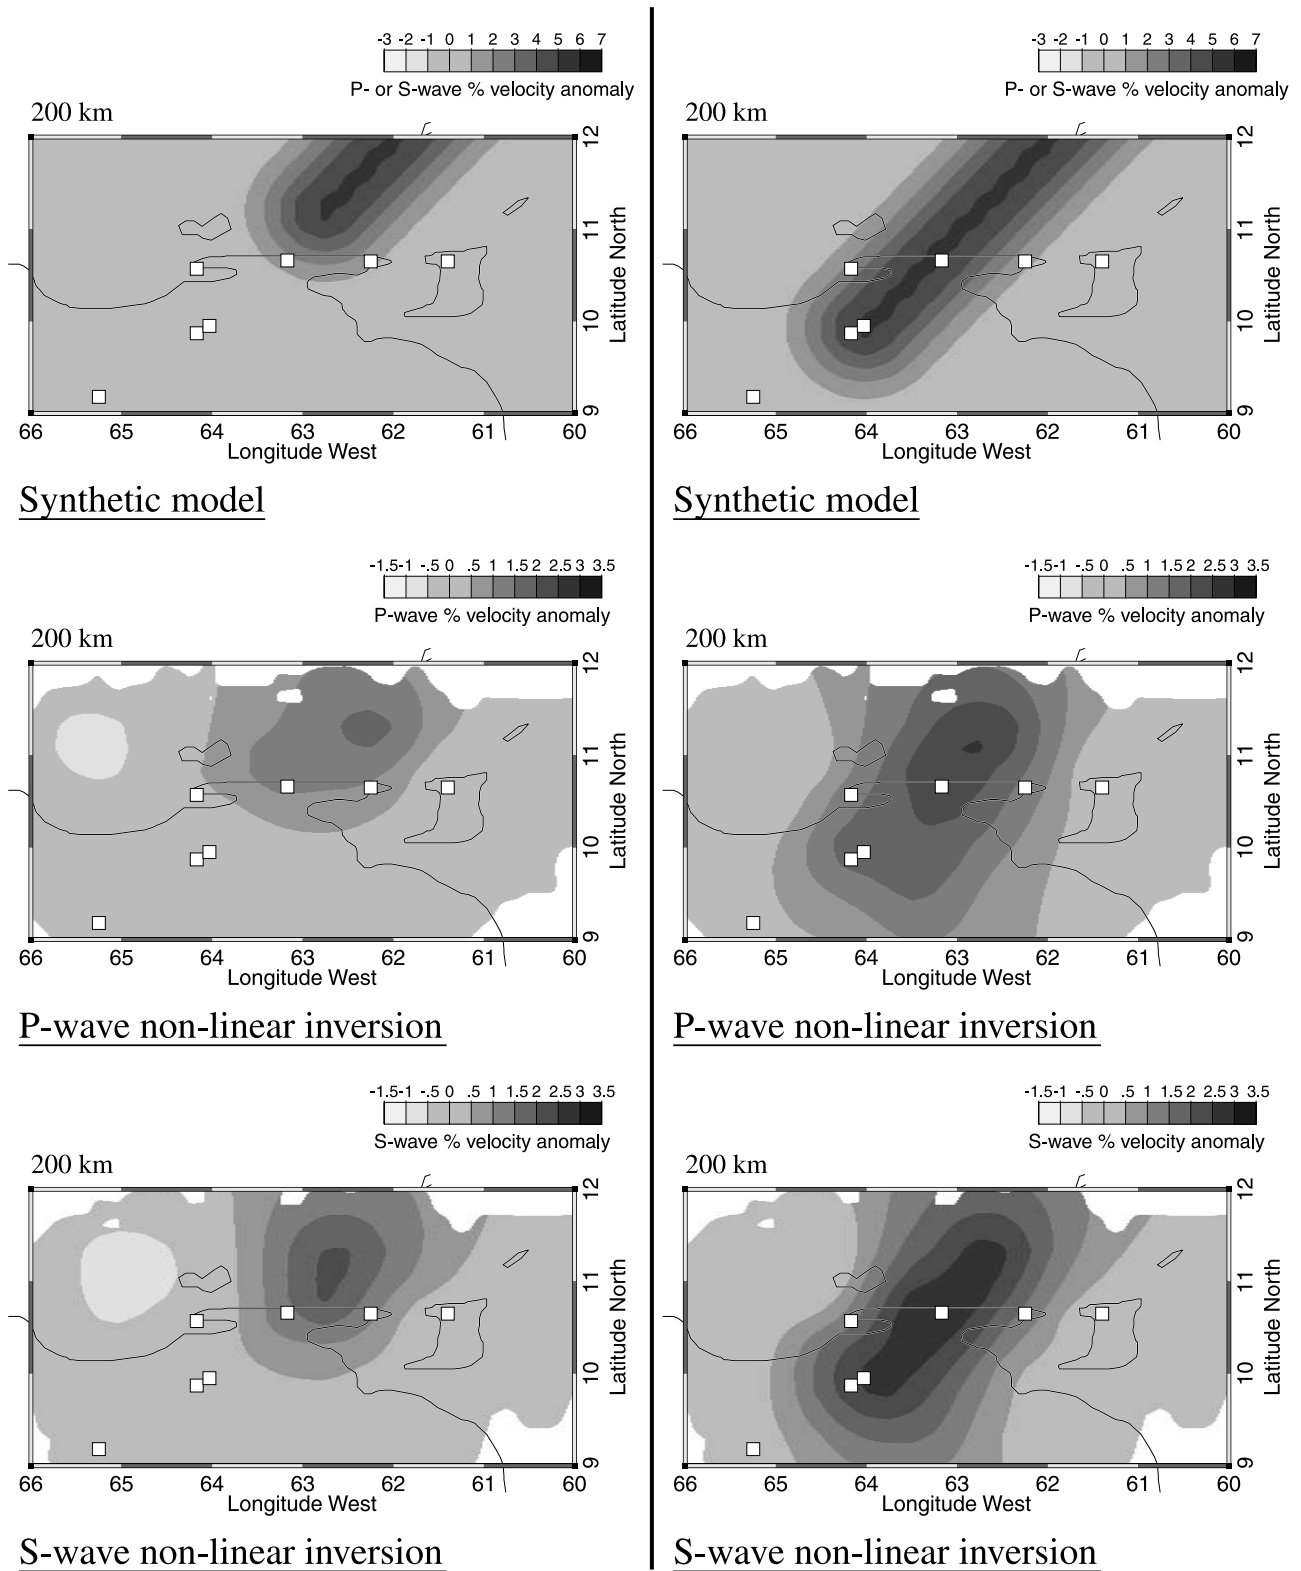 -3 -2 -1 0 1 2 3 4 5 6 7
P- or S-wave % velocity anomaly
200 km
12
11
10
9
Latitude North
66 65 64 63 62 61 60
Longitude West
Synthetic model
-1.5 -1 -.5 0 .5 1 1.5 2 2.5 3 3.5
P-wave % velocity anomaly
200 km
12
11
10
9
Latitude North
66 65 64 63 62 61 60
Longitude West
P-wave non-linear inversion
-1.5 -1 -.5 0 .5 1 1.5 2 2.5 3 3.5
S-wave % velocity anomaly
200 km
12
11
10
9
Latitude North
66 65 64 63 62 61 60
Longitude West
S-wave non-linear inversion
-3 -2 -1 0 1 2 3 4 5 6 7
P- or S-wave % velocity anomaly
200 km
12
11
10
9
Latitude North
66 65 64 63 62 61 60
Longitude West
Synthetic model
-1.5 -1 -.5 0 .5 1 1.5 2 2.5 3 3.5
P-wave % velocity anomaly
200 km
12
11
10
9
Latitude North
66 65 64 63 62 61 60
Longitude West
P-wave non-linear inversion
-1.5 -1 -.5 0 .5 1 1.5 2 2.5 3 3.5
S-wave % velocity anomaly
200 km
12
11
10
9
Latitude North
66 65 64 63 62 61 60
Longitude West
S-wave non-linear inversion